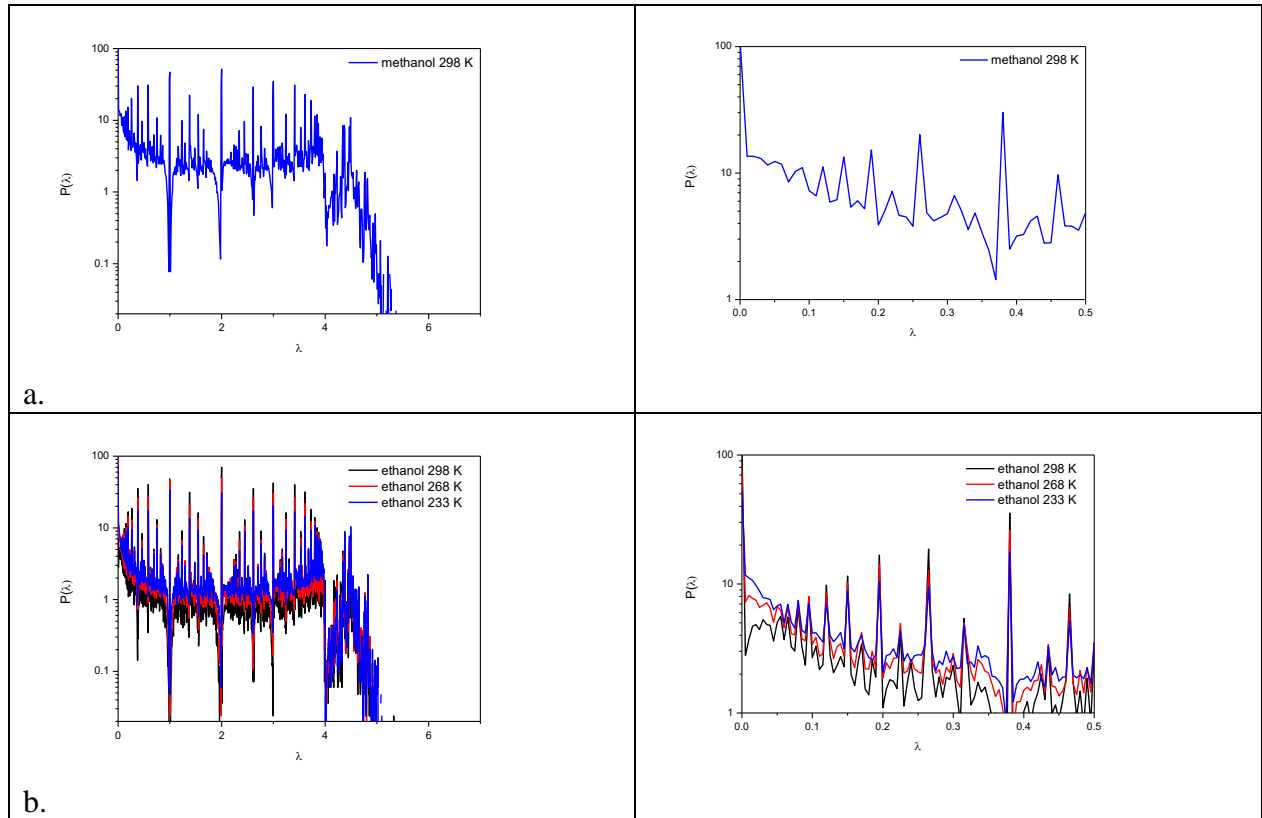 100
10
1
0.1
P(λ)
methanol 298 K
0
2
4
6
λ
a.
100
10
1
P(λ)
methanol 298 K
0.0
0.1
0.2
0.3
0.4
0.5
λ
100
10
1
0.1
P(λ)
ethanol 298 K
ethanol 268 K
ethanol 233 K
0
2
4
6
λ
b.
100
10
1
P(λ)
ethanol 298 K
ethanol 268 K
ethanol 233 K
0.0
0.1
0.2
0.3
0.4
0.5
λ